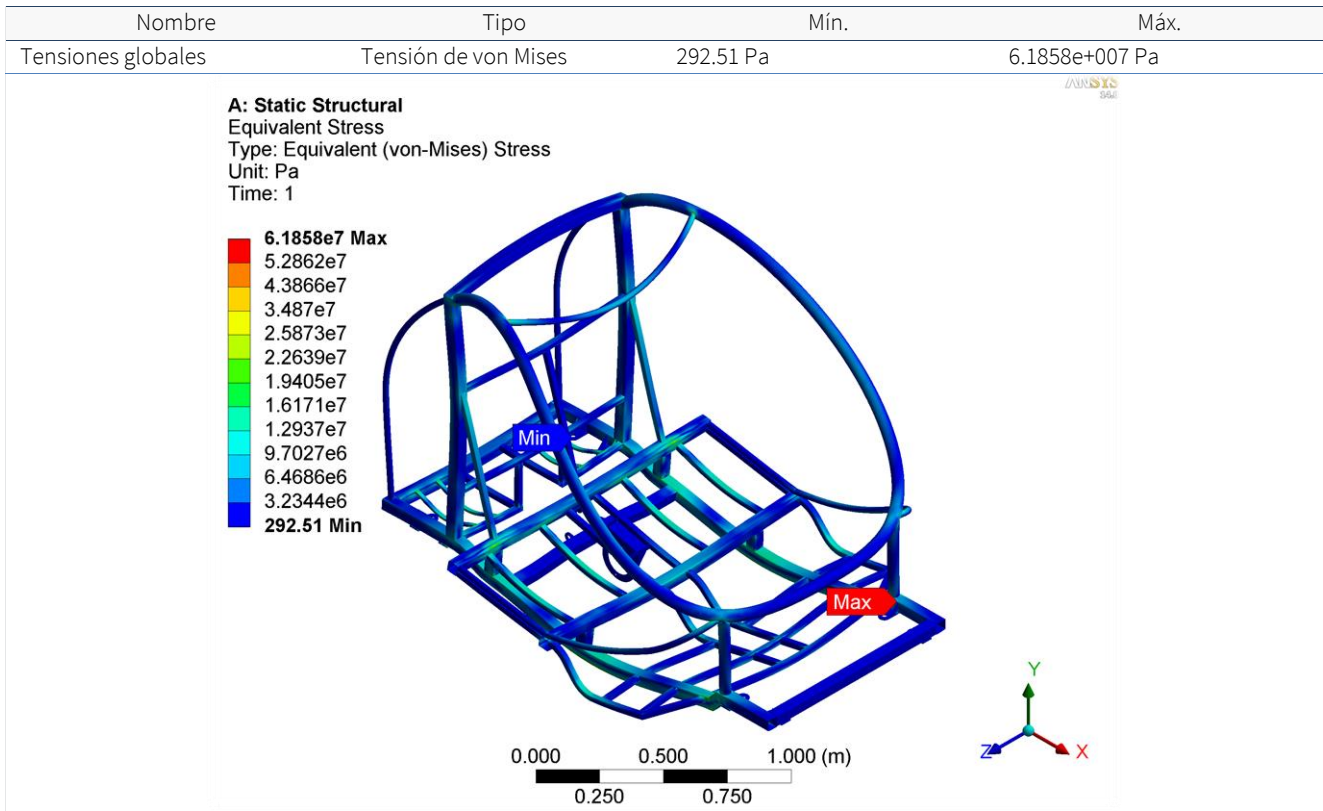 Nombre Tipo Mín. Máx.
Tensiones globales Tensión de von Mises 292.51 Pa 6.1858e+007 Pa
ANSYS
A: Static Structural
Equivalent Stress
Type: Equivalent (von-Mises) Stress
Unit: Pa
Time: 1
6.1858e7 Max
5.2862e7
4.3866e7
3.487e7
2.5873e7
2.2639e7
1.9405e7
1.6171e7
1.2937e7
9.7027e6
6.4686e6
3.2344e6
292.51 Min
Min
Max
Y
Z
X
0.000 0.500 1.000 (m)
0.250 0.750